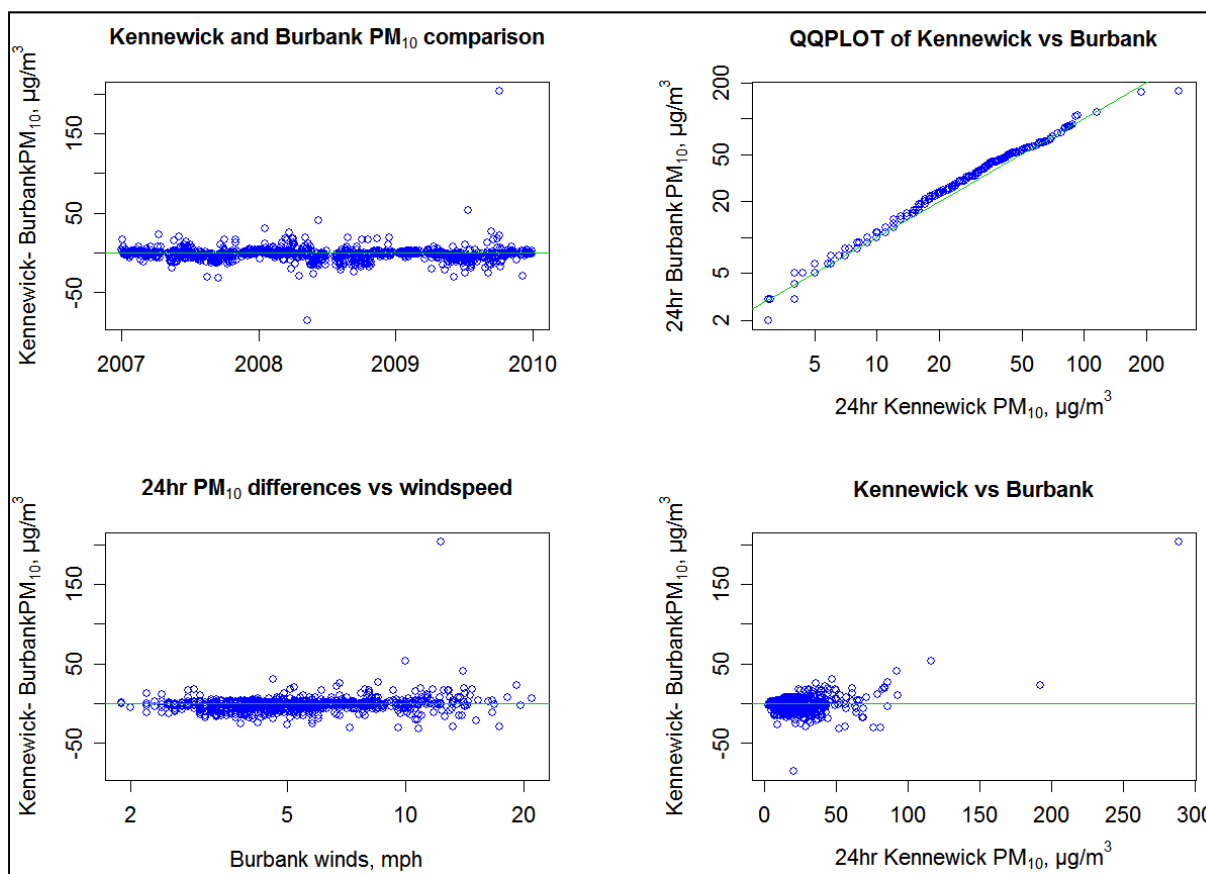 Kennewick and Burbank PM₁₀ comparison
Kennewick- BurbankPM₁₀, µg/m³
150
50
-50
2007 2008 2009 2010
QQPLOT of Kennewick vs Burbank
24hr Burbank PM₁₀, µg/m³
200
50
20
5
2
5 10 20 50 100 200
24hr Kennewick PM₁₀, µg/m³
24hr PM₁₀ differences vs windspeed
Kennewick- BurbankPM₁₀, µg/m³
150
50
-50
2 5 10 20
Burbank winds, mph
Kennewick vs Burbank
Kennewick- BurbankPM₁₀, µg/m³
150
50
-50
0 50 100 150 200 250 300
24hr Kennewick PM₁₀, µg/m³